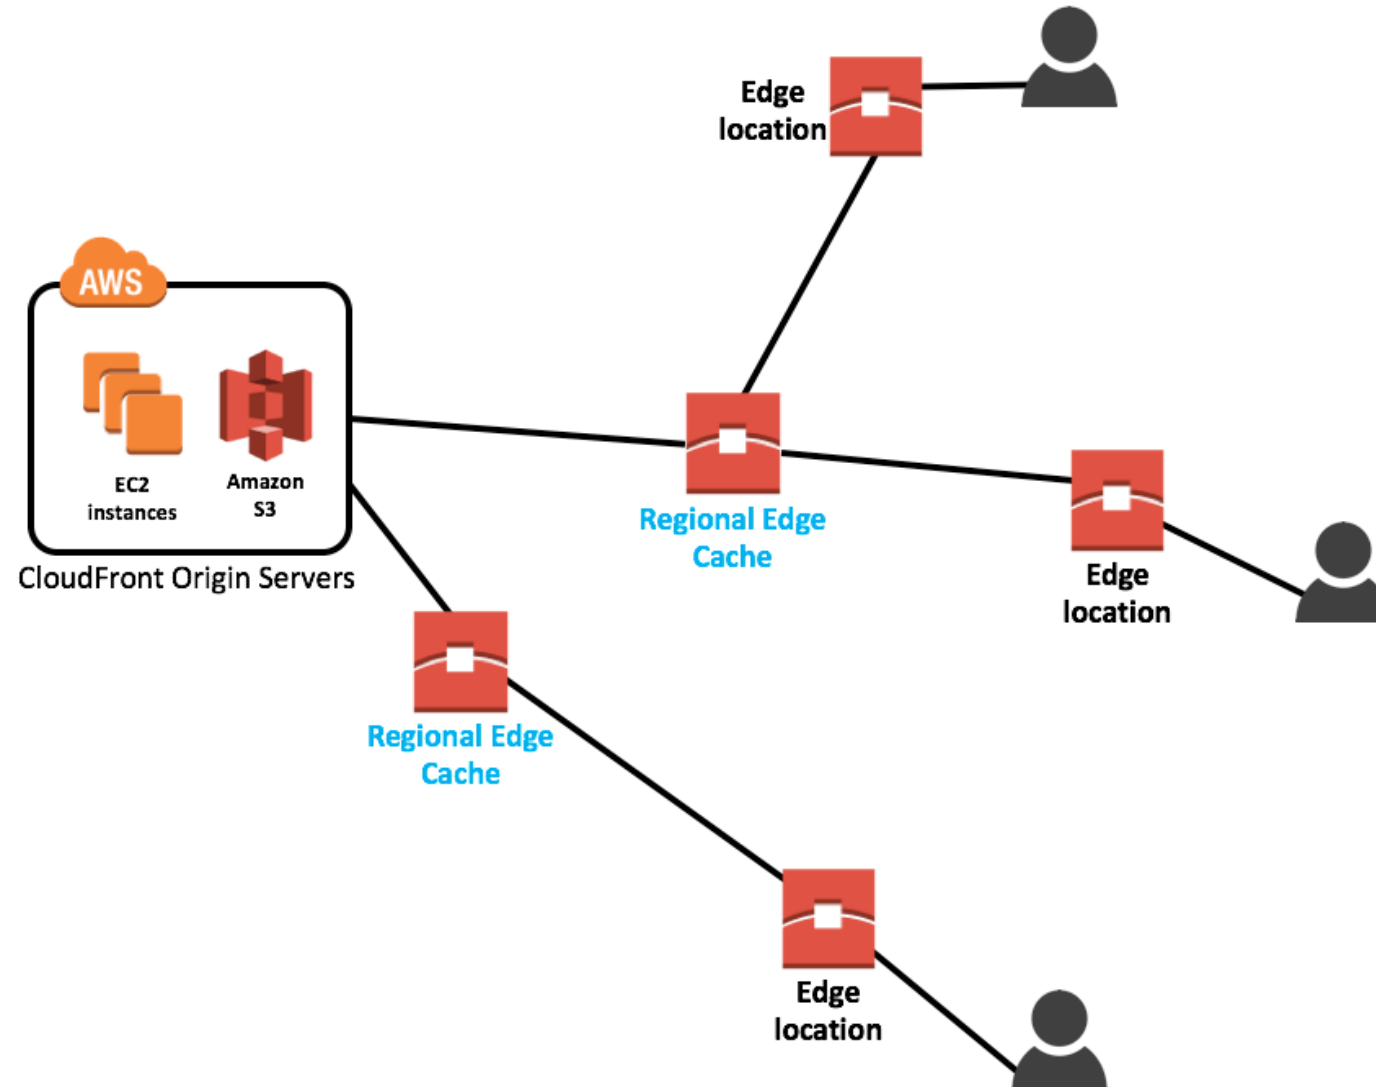 Edge
location
AWS
EC2
instances
Amazon
S3
CloudFront Origin Servers
Regional Edge
Cache
Edge
location
Regional Edge
Cache
Edge
location